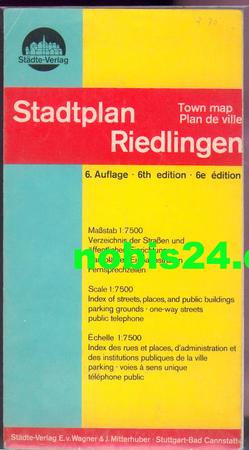 Städte-Verlag
Stadtplan
Town map
Plan de ville
Riedlingen
6. Auflage · 6th edition · 6e édition
Maßstab 1:7500
Verzeichnis der Straßen und
nobis24.
Fernsprechzellen
Scale 1:7500
Index of streets, places, and public buildings
parking grounds · one-way streets
public telephone
Échelle 1:7500
Index des rues et places, d'administration et
des institutions publiques de la ville
parking · voies à sens unique
téléphone public
Städte-Verlag E. v. Wagner & J. Mitterhuber · Stuttgart-Bad Cannstatt